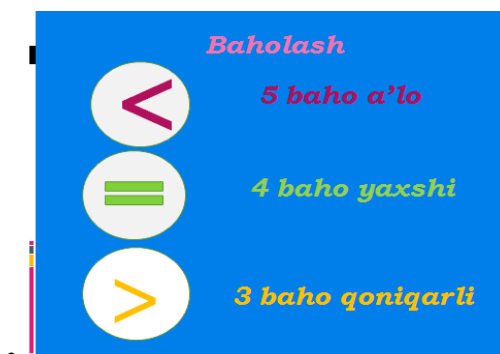 Baholash
< 5 baho a’lo
= 4 baho yaxshi
> 3 baho qoniqarli